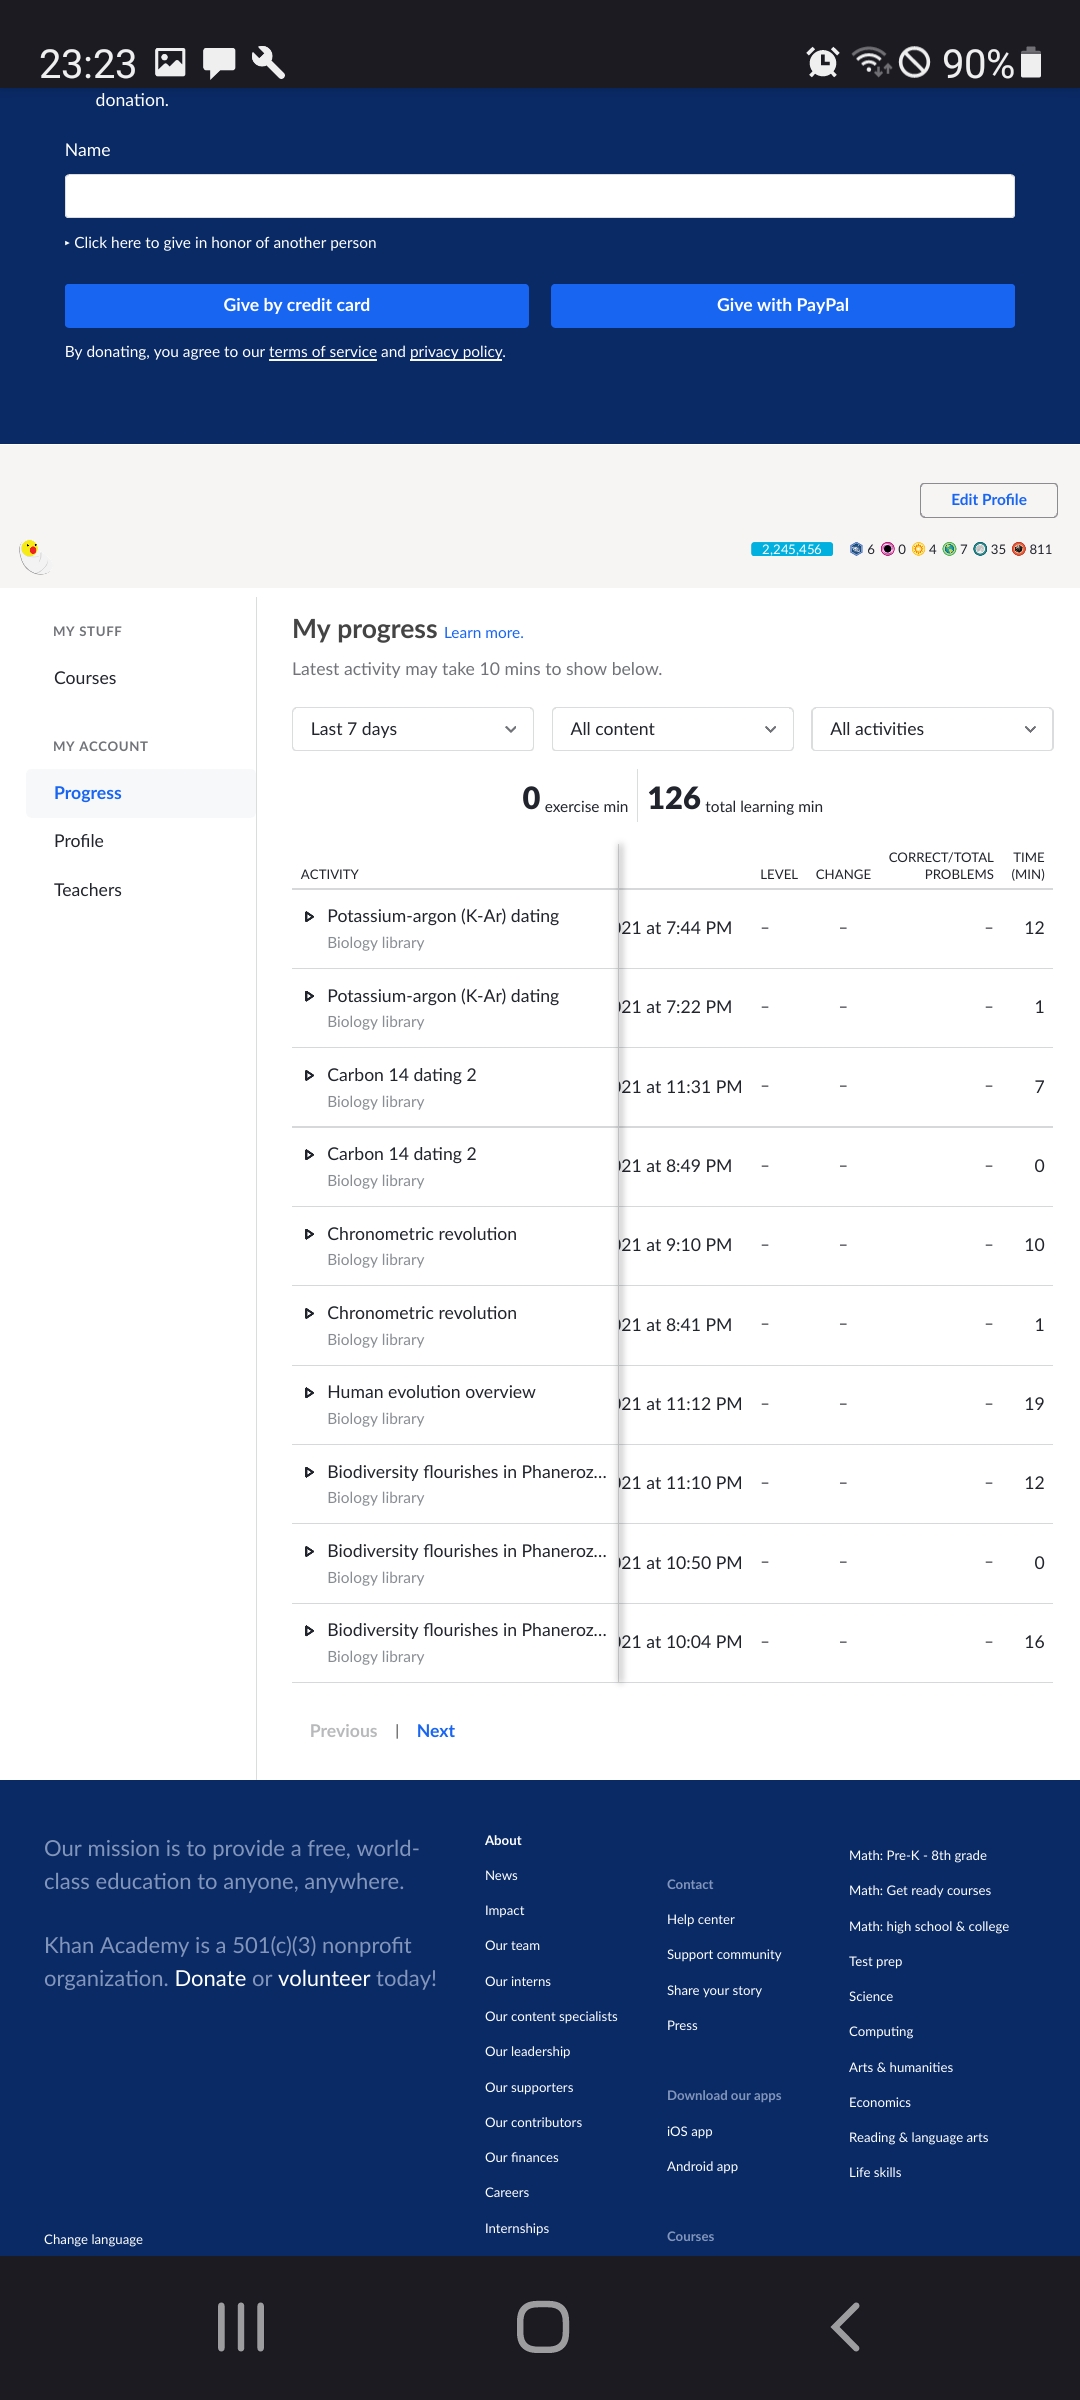 23:23
90%
donation.
Name
Click here to give in honor of another person
Give by credit card
Give with PayPal
By donating, you agree to our terms of service and privacy policy.
Edit Profile
2,245,456 6 0 4 7 35 811
MY STUFF
Courses
MY ACCOUNT
Progress
Profile
Teachers
My progress Learn more.
Latest activity may take 10 mins to show below.
Last 7 days
All content
All activities
0 exercise min
126 total learning min
ACTIVITY LEVEL CHANGE CORRECT/TOTAL PROBLEMS TIME (MIN)
Potassium-argon (K-Ar) dating
Biology library
21 at 7:44 PM – – – 12
Potassium-argon (K-Ar) dating
Biology library
21 at 7:22 PM – – – 1
Carbon 14 dating 2
Biology library
21 at 11:31 PM – – – 7
Carbon 14 dating 2
Biology library
21 at 8:49 PM – – – 0
Chronometric revolution
Biology library
21 at 9:10 PM – – – 10
Chronometric revolution
Biology library
21 at 8:41 PM – – – 1
Human evolution overview
Biology library
21 at 11:12 PM – – – 19
Biodiversity flourishes in Phaneroz...
Biology library
21 at 11:10 PM – – – 12
Biodiversity flourishes in Phaneroz...
Biology library
21 at 10:50 PM – – – 0
Biodiversity flourishes in Phaneroz...
Biology library
21 at 10:04 PM – – – 16
Previous | Next
Our mission is to provide a free, world-
class education to anyone, anywhere.
Khan Academy is a 501(c)(3) nonprofit
organization. Donate or volunteer today!
Change language
About
News
Impact
Our team
Our interns
Our content specialists
Our leadership
Our supporters
Our contributors
Our finances
Careers
Internships
Contact
Help center
Support community
Share your story
Press
Download our apps
iOS app
Android app
Courses
Math: Pre-K - 8th grade
Math: Get ready courses
Math: high school & college
Test prep
Science
Computing
Arts & humanities
Economics
Reading & language arts
Life skills